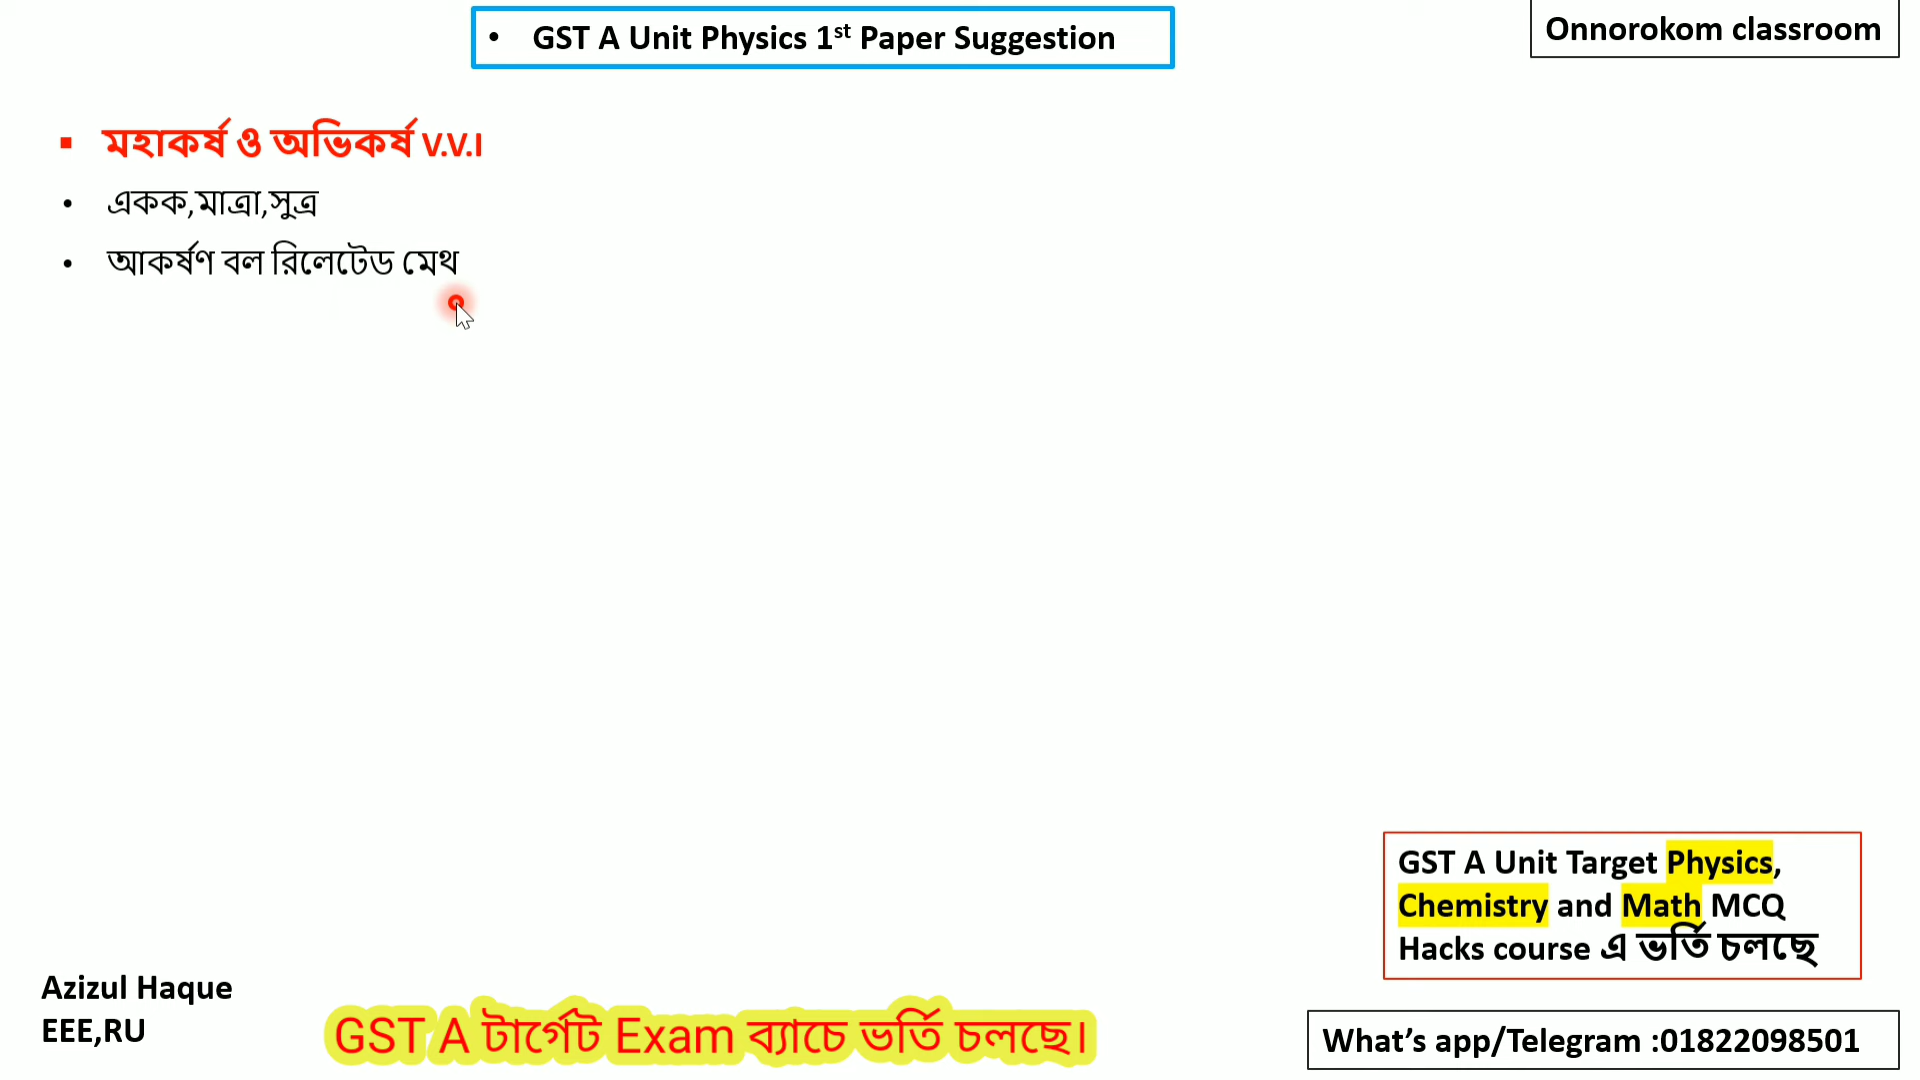 • GST A Unit Physics 1st Paper Suggestion
Onnorokom classroom
▪ মহাকর্ষ ও অভিকর্ষ V.V.I
• একক,মাত্রা,সুত্র
• আকর্ষণ বল রিলেটেড মেথ
GST A Unit Target Physics,
Chemistry and Math MCQ
Hacks course এ ভর্তি চলছে
Azizul Haque
EEE,RU
GST A টার্গেট Exam ব্যাচে ভর্তি চলছে।
What’s app/Telegram :01822098501